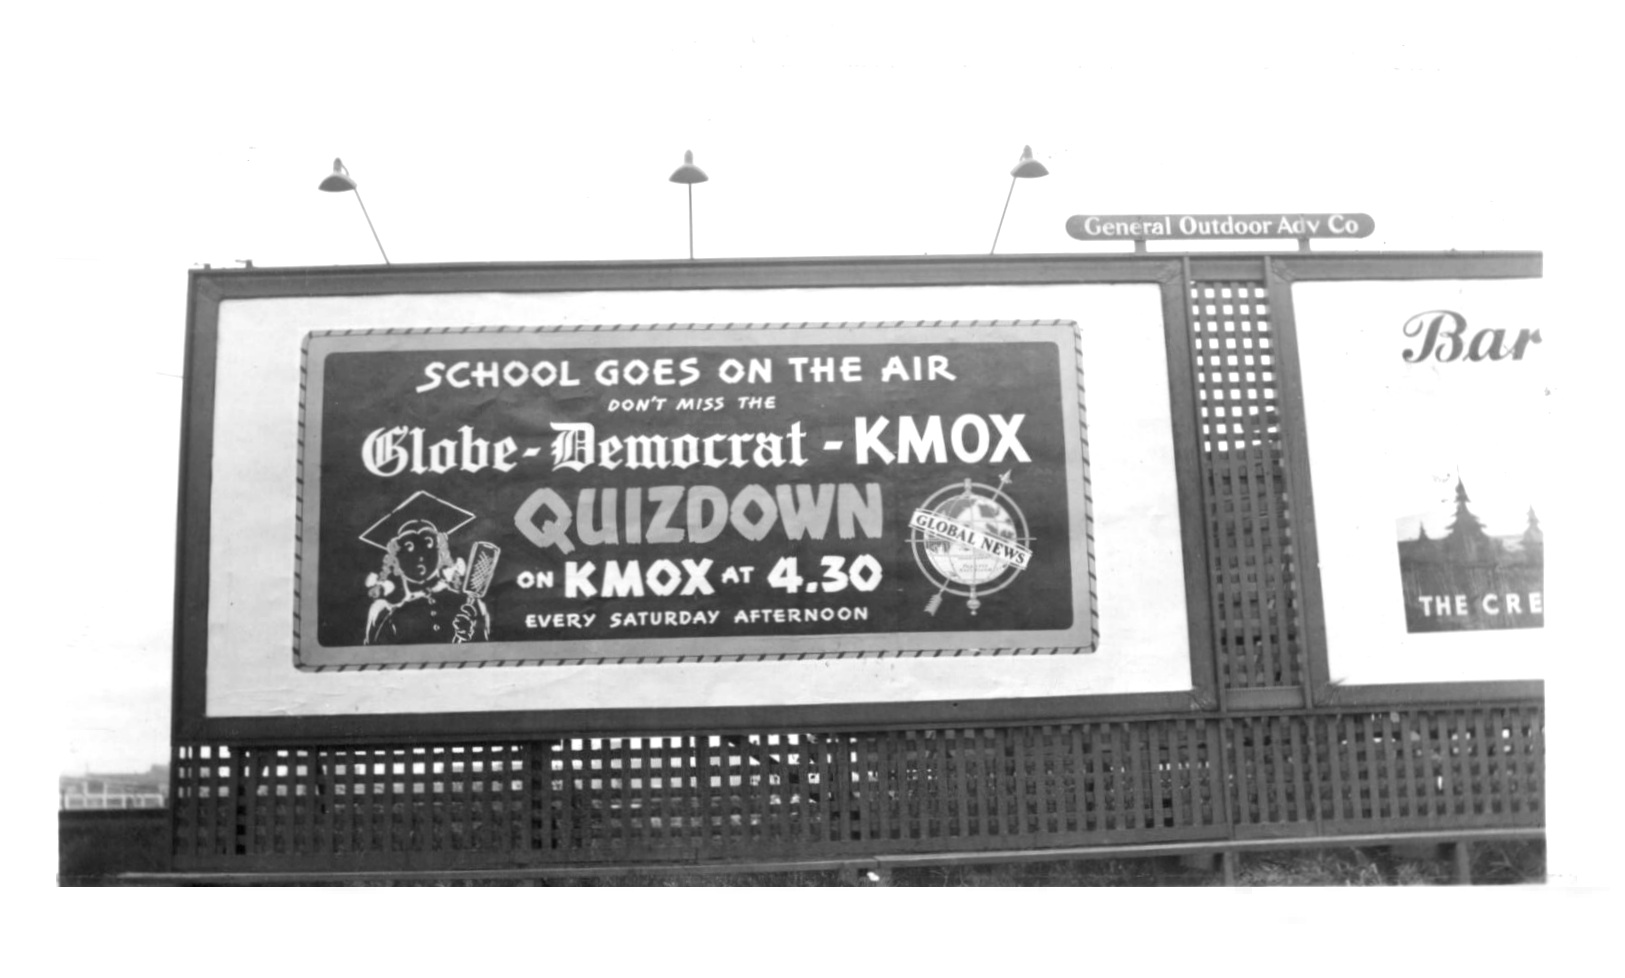 General Outdoor Adv Co
SCHOOL GOES ON THE AIR
DON'T MISS THE
Globe-Democrat - KMOX
QUIZDOWN
ON KMOX AT 4.30
EVERY SATURDAY AFTERNOON
GLOBAL NEWS
Bar
THE CRE